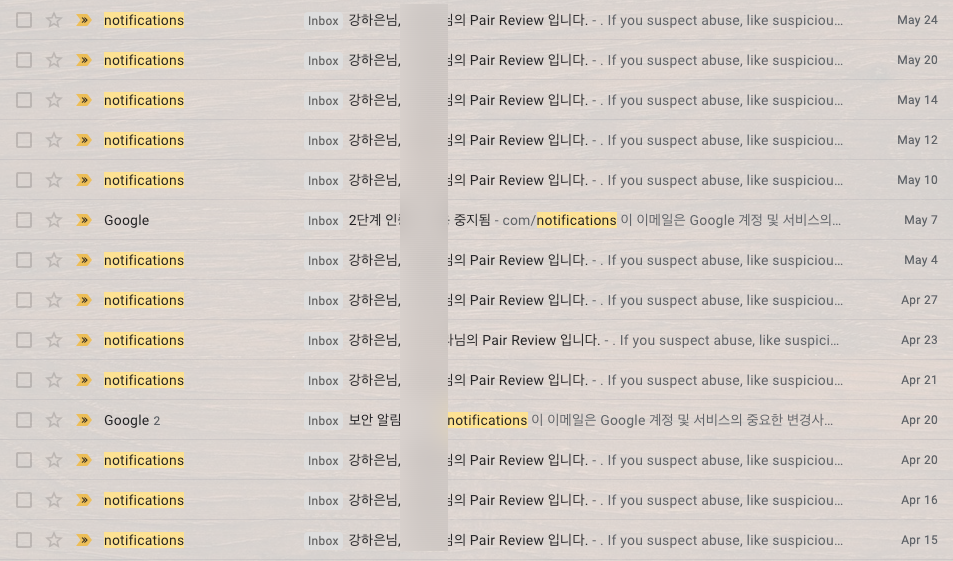 notifications Inbox 강하은님, 님의 Pair Review 입니다. - . If you suspect abuse, like suspiciou… May 24
notifications Inbox 강하은님, 님의 Pair Review 입니다. - . If you suspect abuse, like suspiciou… May 20
notifications Inbox 강하은님, 님의 Pair Review 입니다. - . If you suspect abuse, like suspiciou… May 14
notifications Inbox 강하은님, 님의 Pair Review 입니다. - . If you suspect abuse, like suspiciou… May 12
notifications Inbox 강하은님, 님의 Pair Review 입니다. - . If you suspect abuse, like suspiciou… May 10
Google Inbox 2단계 중지됨 - com/notifications 이 이메일은 Google 계정 및 서비스의… May 7
notifications Inbox 강하은님, 님의 Pair Review 입니다. - . If you suspect abuse, like suspiciou… May 4
notifications Inbox 강하은님, 님의 Pair Review 입니다. - . If you suspect abuse, like suspiciou… Apr 27
notifications Inbox 강하은님, 님의 Pair Review 입니다. - . If you suspect abuse, like suspici… Apr 23
notifications Inbox 강하은님, 님의 Pair Review 입니다. - . If you suspect abuse, like suspiciou… Apr 21
Google 2 Inbox 보안 알림 notifications 이 이메일은 Google 계정 및 서비스의 중요한 변경사… Apr 20
notifications Inbox 강하은님, 님의 Pair Review 입니다. - . If you suspect abuse, like suspiciou… Apr 20
notifications Inbox 강하은님, 님의 Pair Review 입니다. - . If you suspect abuse, like suspiciou… Apr 16
notifications Inbox 강하은님, 님의 Pair Review 입니다. - . If you suspect abuse, like suspiciou… Apr 15